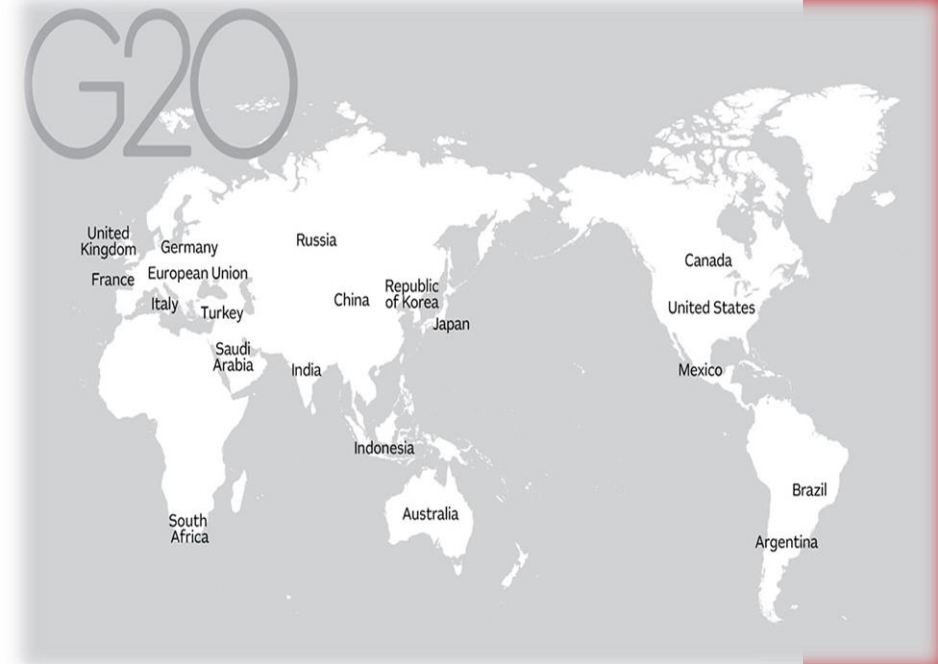 G20
United
Kingdom
Germany
Russia
France
European Union
Italy
Turkey
China
Republic
of Korea
Japan
Canada
United States
Mexico
Saudi
Arabia
India
Indonesia
Australia
South
Africa
Brazil
Argentina